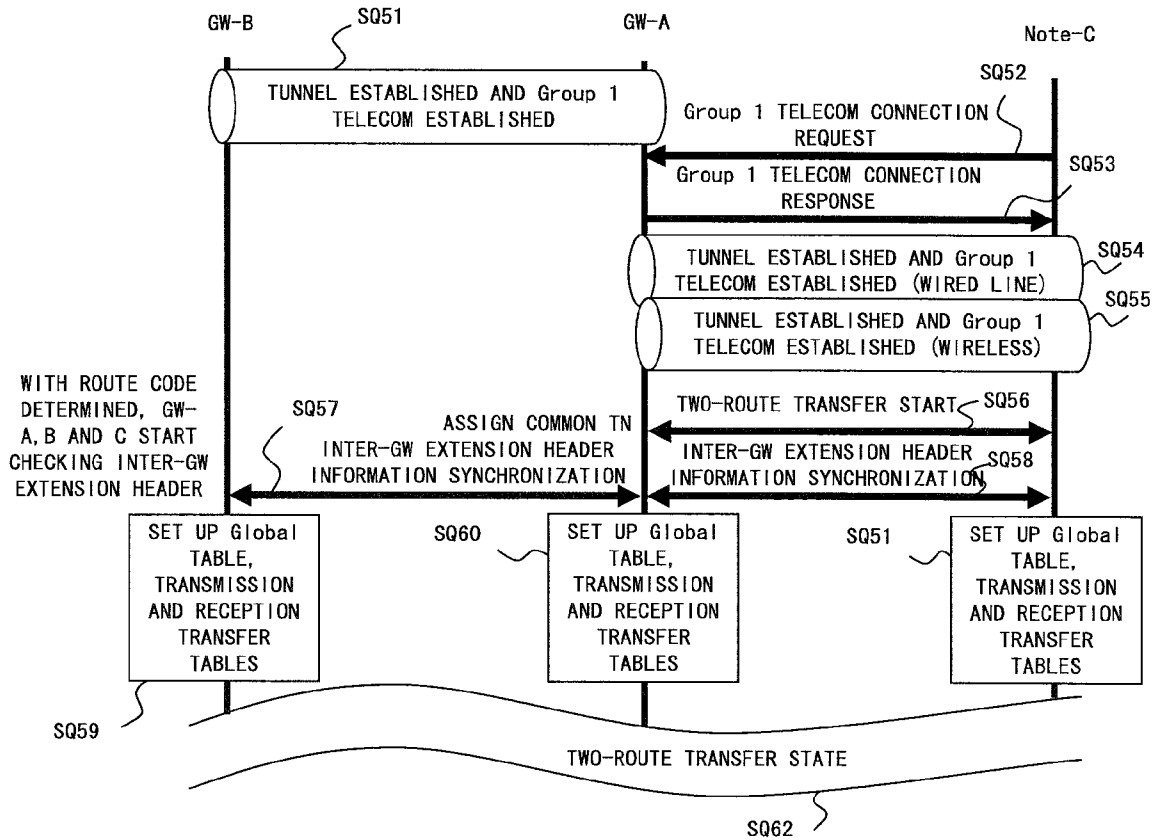 GW-B
SQ51
GW-A
Note-C
TUNNEL ESTABLISHED AND Group 1
TELECOM ESTABLISHED
SQ52
Group 1 TELECOM CONNECTION
REQUEST
Group 1 TELECOM CONNECTION
RESPONSE
SQ53
TUNNEL ESTABLISHED AND Group 1
TELECOM ESTABLISHED (WIRED LINE)
SQ54
SQ55
TUNNEL ESTABLISHED AND Group 1
TELECOM ESTABLISHED (WIRELESS)
WITH ROUTE CODE
DETERMINED, GW-
A,B AND C START
CHECKING INTER-GW
EXTENSION HEADER
SQ57
ASSIGN COMMON TN
INTER-GW EXTENSION HEADER
INFORMATION SYNCHRONIZATION
TWO-ROUTE TRANSFER START
SQ56
INTER-GW EXTENSION HEADER
INFORMATION SYNCHRONIZATION
SQ58
SET UP Global
TABLE,
TRANSMISSION
AND RECEPTION
TRANSFER
TABLES
SQ59
SQ60
SET UP Global
TABLE,
TRANSMISSION
AND RECEPTION
TRANSFER
TABLES
SQ51
SET UP Global
TABLE,
TRANSMISSION
AND RECEPTION
TRANSFER
TABLES
TWO-ROUTE TRANSFER STATE
SQ62